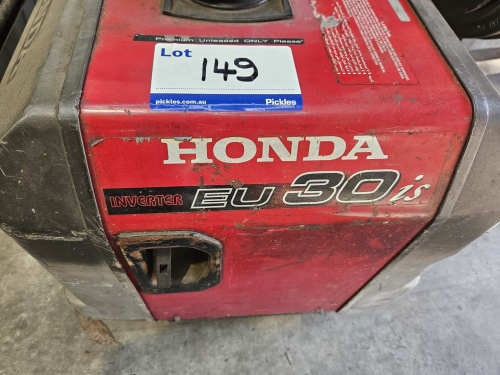 Premium Unleaded ONLY Please
Lot
149
pickles.com.au Pickles
HONDA
INVERTER EU 30is